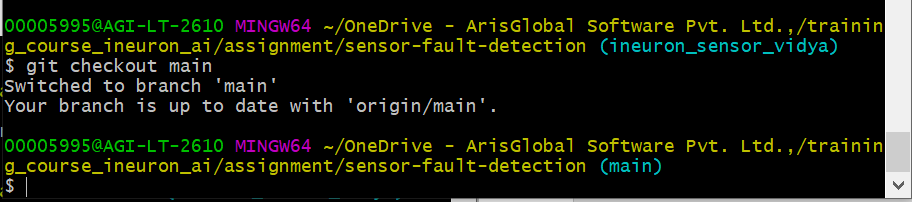 00005995@AGI-LT-2610 MINGW64 ~/OneDrive - ArisGlobal Software Pvt. Ltd.,/trainin
g_course_ineuron_ai/assignment/sensor-fault-detection (ineuron_sensor_vidya)
$ git checkout main
Switched to branch 'main'
Your branch is up to date with 'origin/main'.
00005995@AGI-LT-2610 MINGW64 ~/OneDrive - ArisGlobal Software Pvt. Ltd.,/trainin
g_course_ineuron_ai/assignment/sensor-fault-detection (main)
$